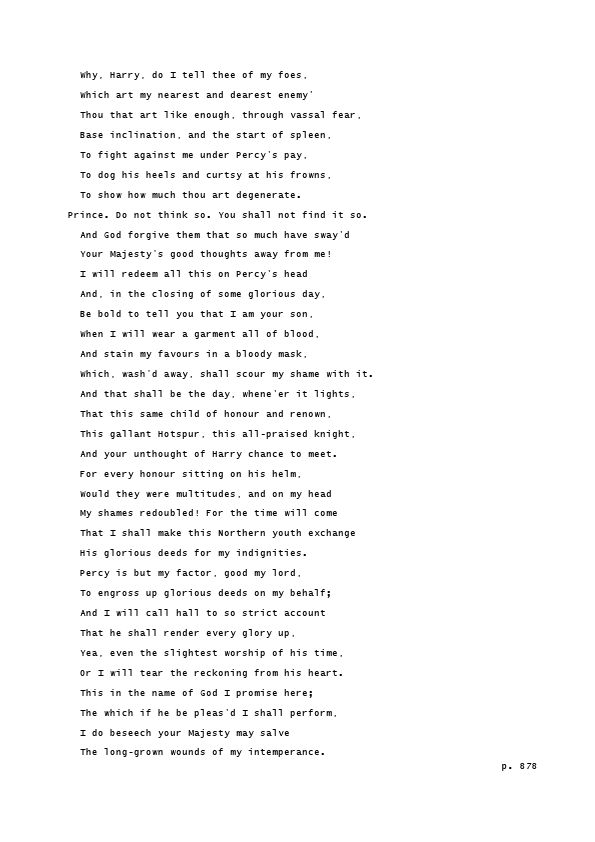 Why, Harry, do I tell thee of my foes,
Which art my nearest and dearest enemy'
Thou that art like enough, through vassal fear,
Base inclination, and the start of spleen,
To fight against me under Percy's pay,
To dog his heels and curtsy at his frowns,
To show how much thou art degenerate.
Prince. Do not think so. You shall not find it so.
And God forgive them that so much have sway'd
Your Majesty's good thoughts away from me!
I will redeem all this on Percy's head
And, in the closing of some glorious day,
Be bold to tell you that I am your son,
When I will wear a garment all of blood,
And stain my favours in a bloody mask,
Which, wash'd away, shall scour my shame with it.
And that shall be the day, whene'er it lights,
That this same child of honour and renown,
This gallant Hotspur, this all-praised knight,
And your unthought of Harry chance to meet.
For every honour sitting on his helm,
Would they were multitudes, and on my head
My shames redoubled! For the time will come
That I shall make this Northern youth exchange
His glorious deeds for my indignities.
Percy is but my factor, good my lord,
To engross up glorious deeds on my behalf;
And I will call hall to so strict account
That he shall render every glory up,
Yea, even the slightest worship of his time,
Or I will tear the reckoning from his heart.
This in the name of God I promise here;
The which if he be pleas'd I shall perform,
I do beseech your Majesty may salve
The long-grown wounds of my intemperance.
p. 878